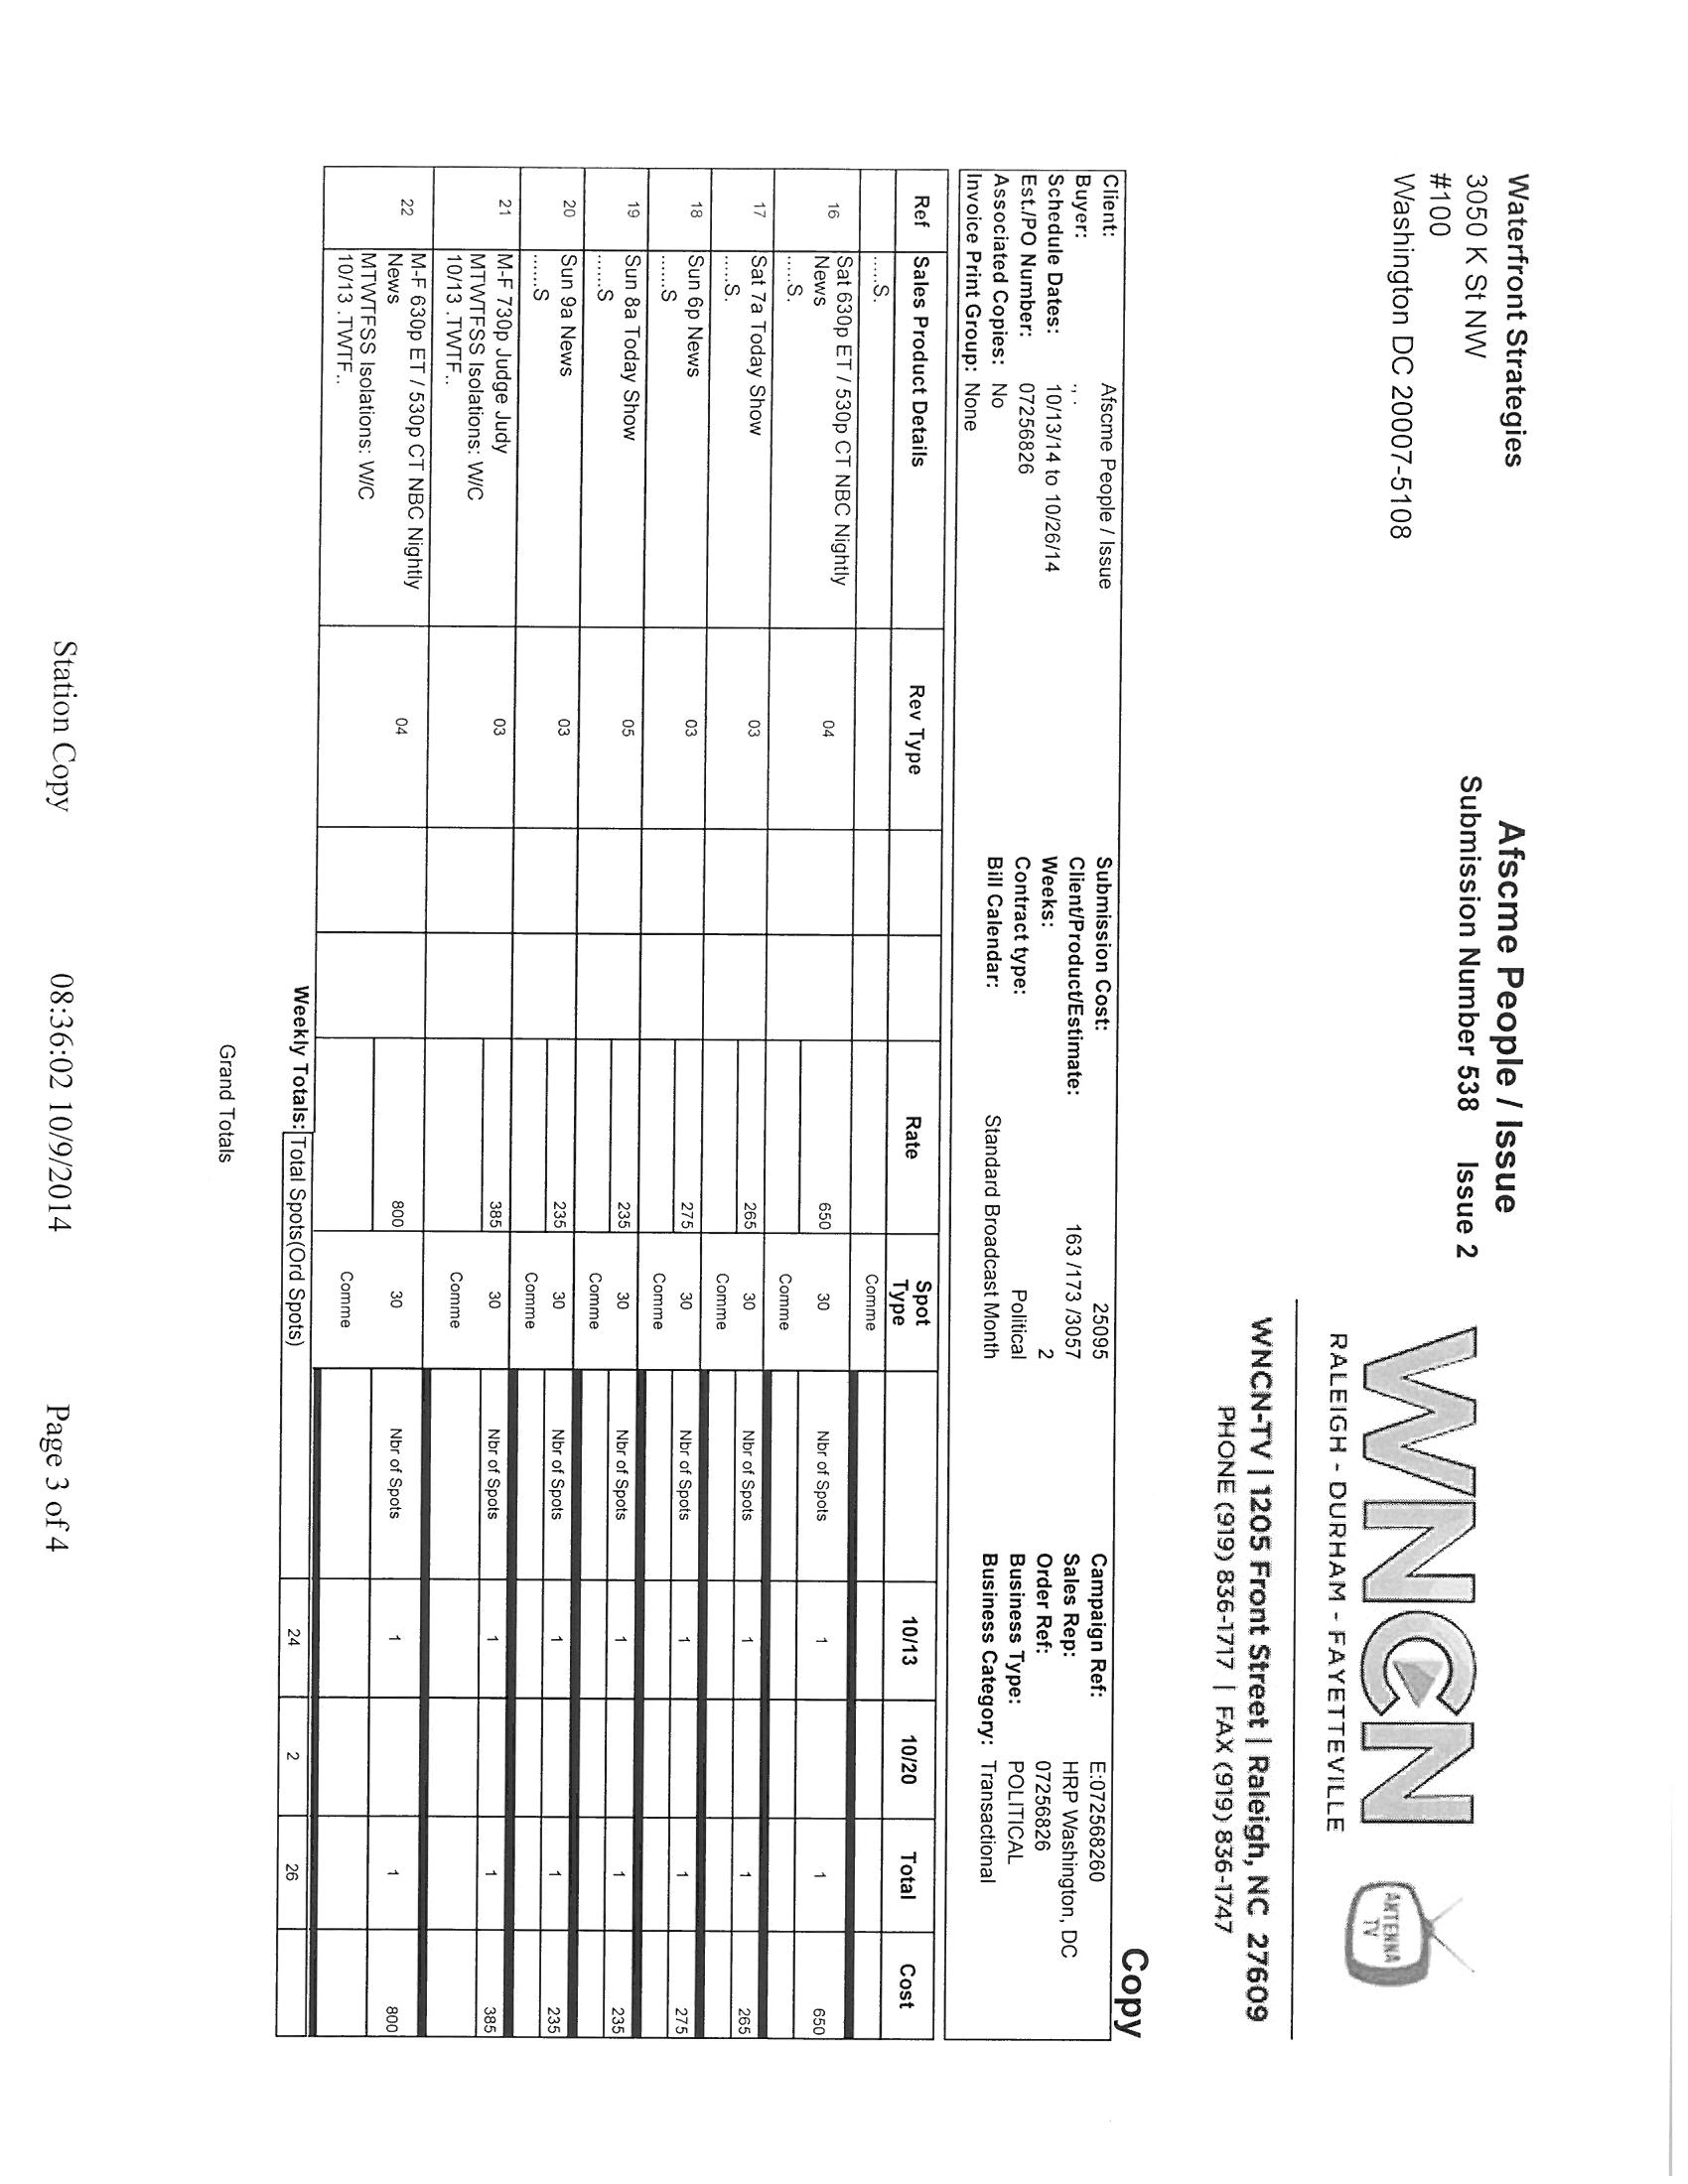 Waterfront Strategies
3050 K St NW
#100
Washington DC 20007-5108
Afscme People / Issue
Submission Number 538 Issue 2
WNCN
RALEIGH - DURHAM - FAYETTEVILLE
ANTENNA
TV
WNCN-TV | 1205 Front Street | Raleigh, NC 27609
PHONE (919) 836-1717 | FAX (919) 836-1747
Copy
Client: Afscme People / Issue Submission Cost: 25095 Campaign Ref: E:072568260
Buyer: , . Client/Product/Estimate: 163 /173 /3057 Sales Rep: HRP Washington, DC
Schedule Dates: 10/13/14 to 10/26/14 Weeks: 2 Order Ref: 07256826
Est./PO Number: 07256826 Contract type: Political Business Type: POLITICAL
Associated Copies: No Bill Calendar: Standard Broadcast Month Business Category: Transactional
Invoice Print Group: None
Ref Sales Product Details Rev Type Rate Spot Type 10/13 10/20 Total Cost
.....S. Comme
16 Sat 630p ET / 530p CT NBC Nightly 04 650 30 Nbr of Spots 1 1 650
News
.....S. Comme
17 Sat 7a Today Show 03 265 30 Nbr of Spots 1 1 265
.....S. Comme
18 Sun 6p News 03 275 30 Nbr of Spots 1 1 275
......S Comme
19 Sun 8a Today Show 05 235 30 Nbr of Spots 1 1 235
......S Comme
20 Sun 9a News 03 235 30 Nbr of Spots 1 1 235
......S Comme
21 M-F 730p Judge Judy 03 385 30 Nbr of Spots 1 1 385
MTWTFSS Isolations: W/C Comme
10/13 .TWTF..
22 M-F 630p ET / 530p CT NBC Nightly 04 800 30 Nbr of Spots 1 1 800
News
MTWTFSS Isolations: W/C Comme
10/13 .TWTF..
Weekly Totals: Total Spots(Ord Spots) 24 2 26
Grand Totals
Station Copy 08:36:02 10/9/2014 Page 3 of 4